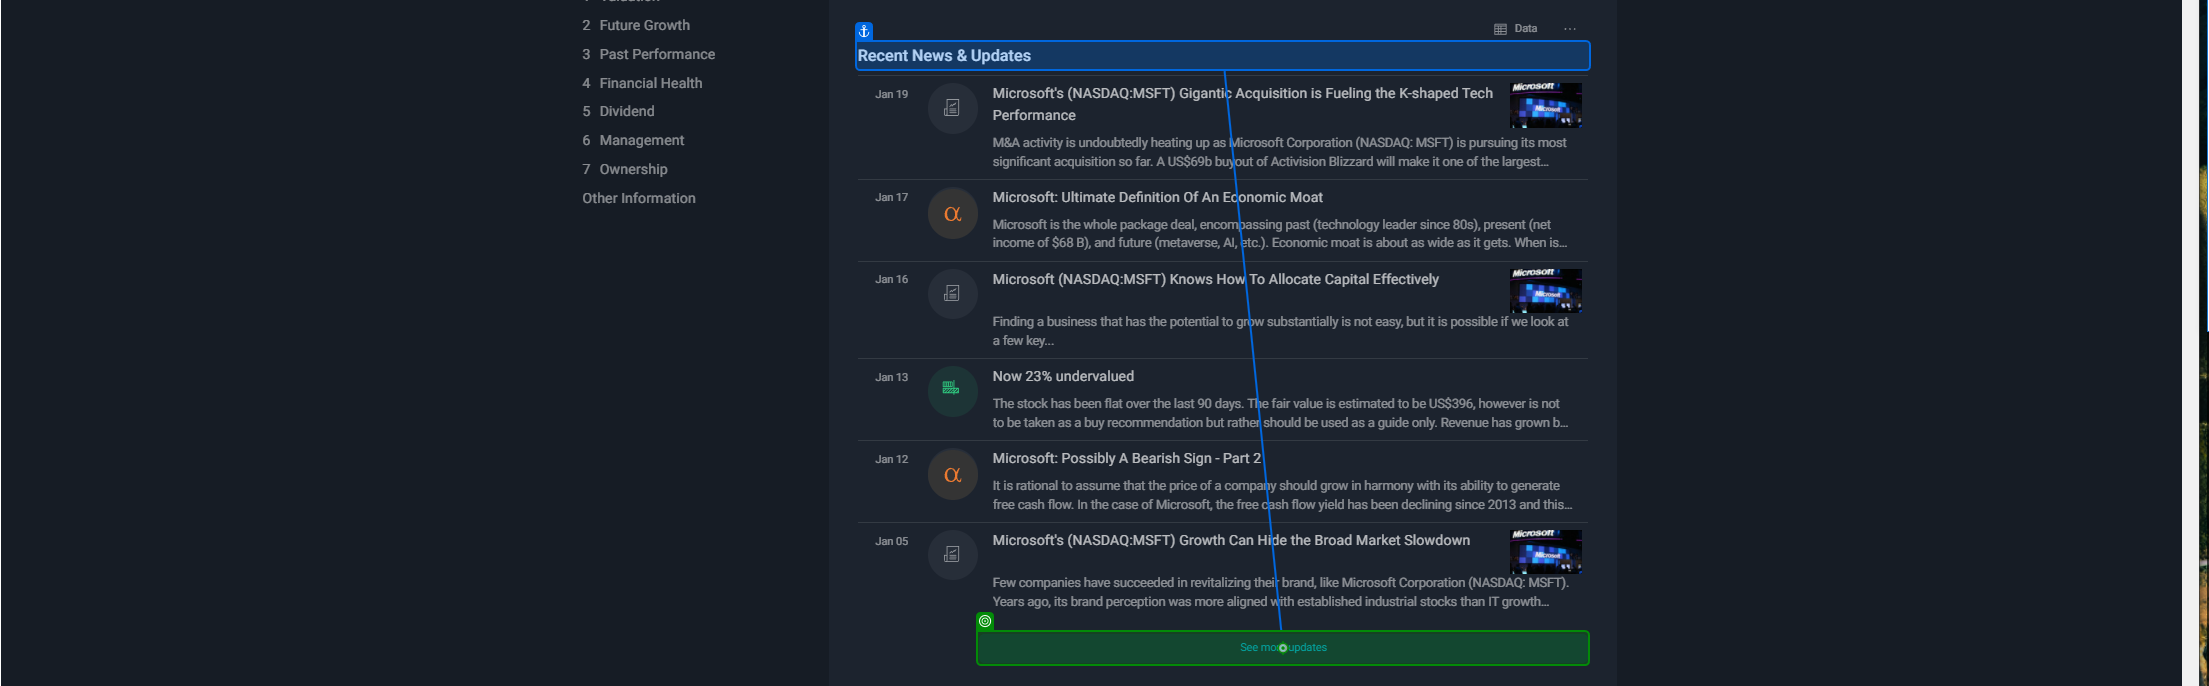 2 Future Growth
3 Past Performance
4 Financial Health
5 Dividend
6 Management
7 Ownership
Other Information
Data
Recent News & Updates
Jan 19
Microsoft's (NASDAQ:MSFT) Gigantic Acquisition is Fueling the K-shaped Tech
Performance
M&A activity is undoubtedly heating up as Microsoft Corporation (NASDAQ: MSFT) is pursuing its most
significant acquisition so far. A US$69b buyout of Activision Blizzard will make it one of the largest...
Jan 17
α
Microsoft: Ultimate Definition Of An Economic Moat
Microsoft is the whole package deal, encompassing past (technology leader since 80s), present (net
income of $68 B), and future (metaverse, AI, etc.). Economic moat is about as wide as it gets. When is...
Jan 16
Microsoft (NASDAQ:MSFT) Knows How To Allocate Capital Effectively
Finding a business that has the potential to grow substantially is not easy, but it is possible if we look at
a few key...
Jan 13
Now 23% undervalued
The stock has been flat over the last 90 days. The fair value is estimated to be US$396, however is not
to be taken as a buy recommendation but rather should be used as a guide only. Revenue has grown b...
Jan 12
α
Microsoft: Possibly A Bearish Sign - Part 2
It is rational to assume that the price of a company should grow in harmony with its ability to generate
free cash flow. In the case of Microsoft, the free cash flow yield has been declining since 2013 and this...
Jan 05
Microsoft's (NASDAQ:MSFT) Growth Can Hide the Broad Market Slowdown
Few companies have succeeded in revitalizing their brand, like Microsoft Corporation (NASDAQ: MSFT).
Years ago, its brand perception was more aligned with established industrial stocks than IT growth...
See more updates